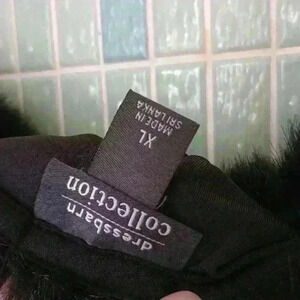 XL
MADE IN
SRI LANKA
dressbarn
collection